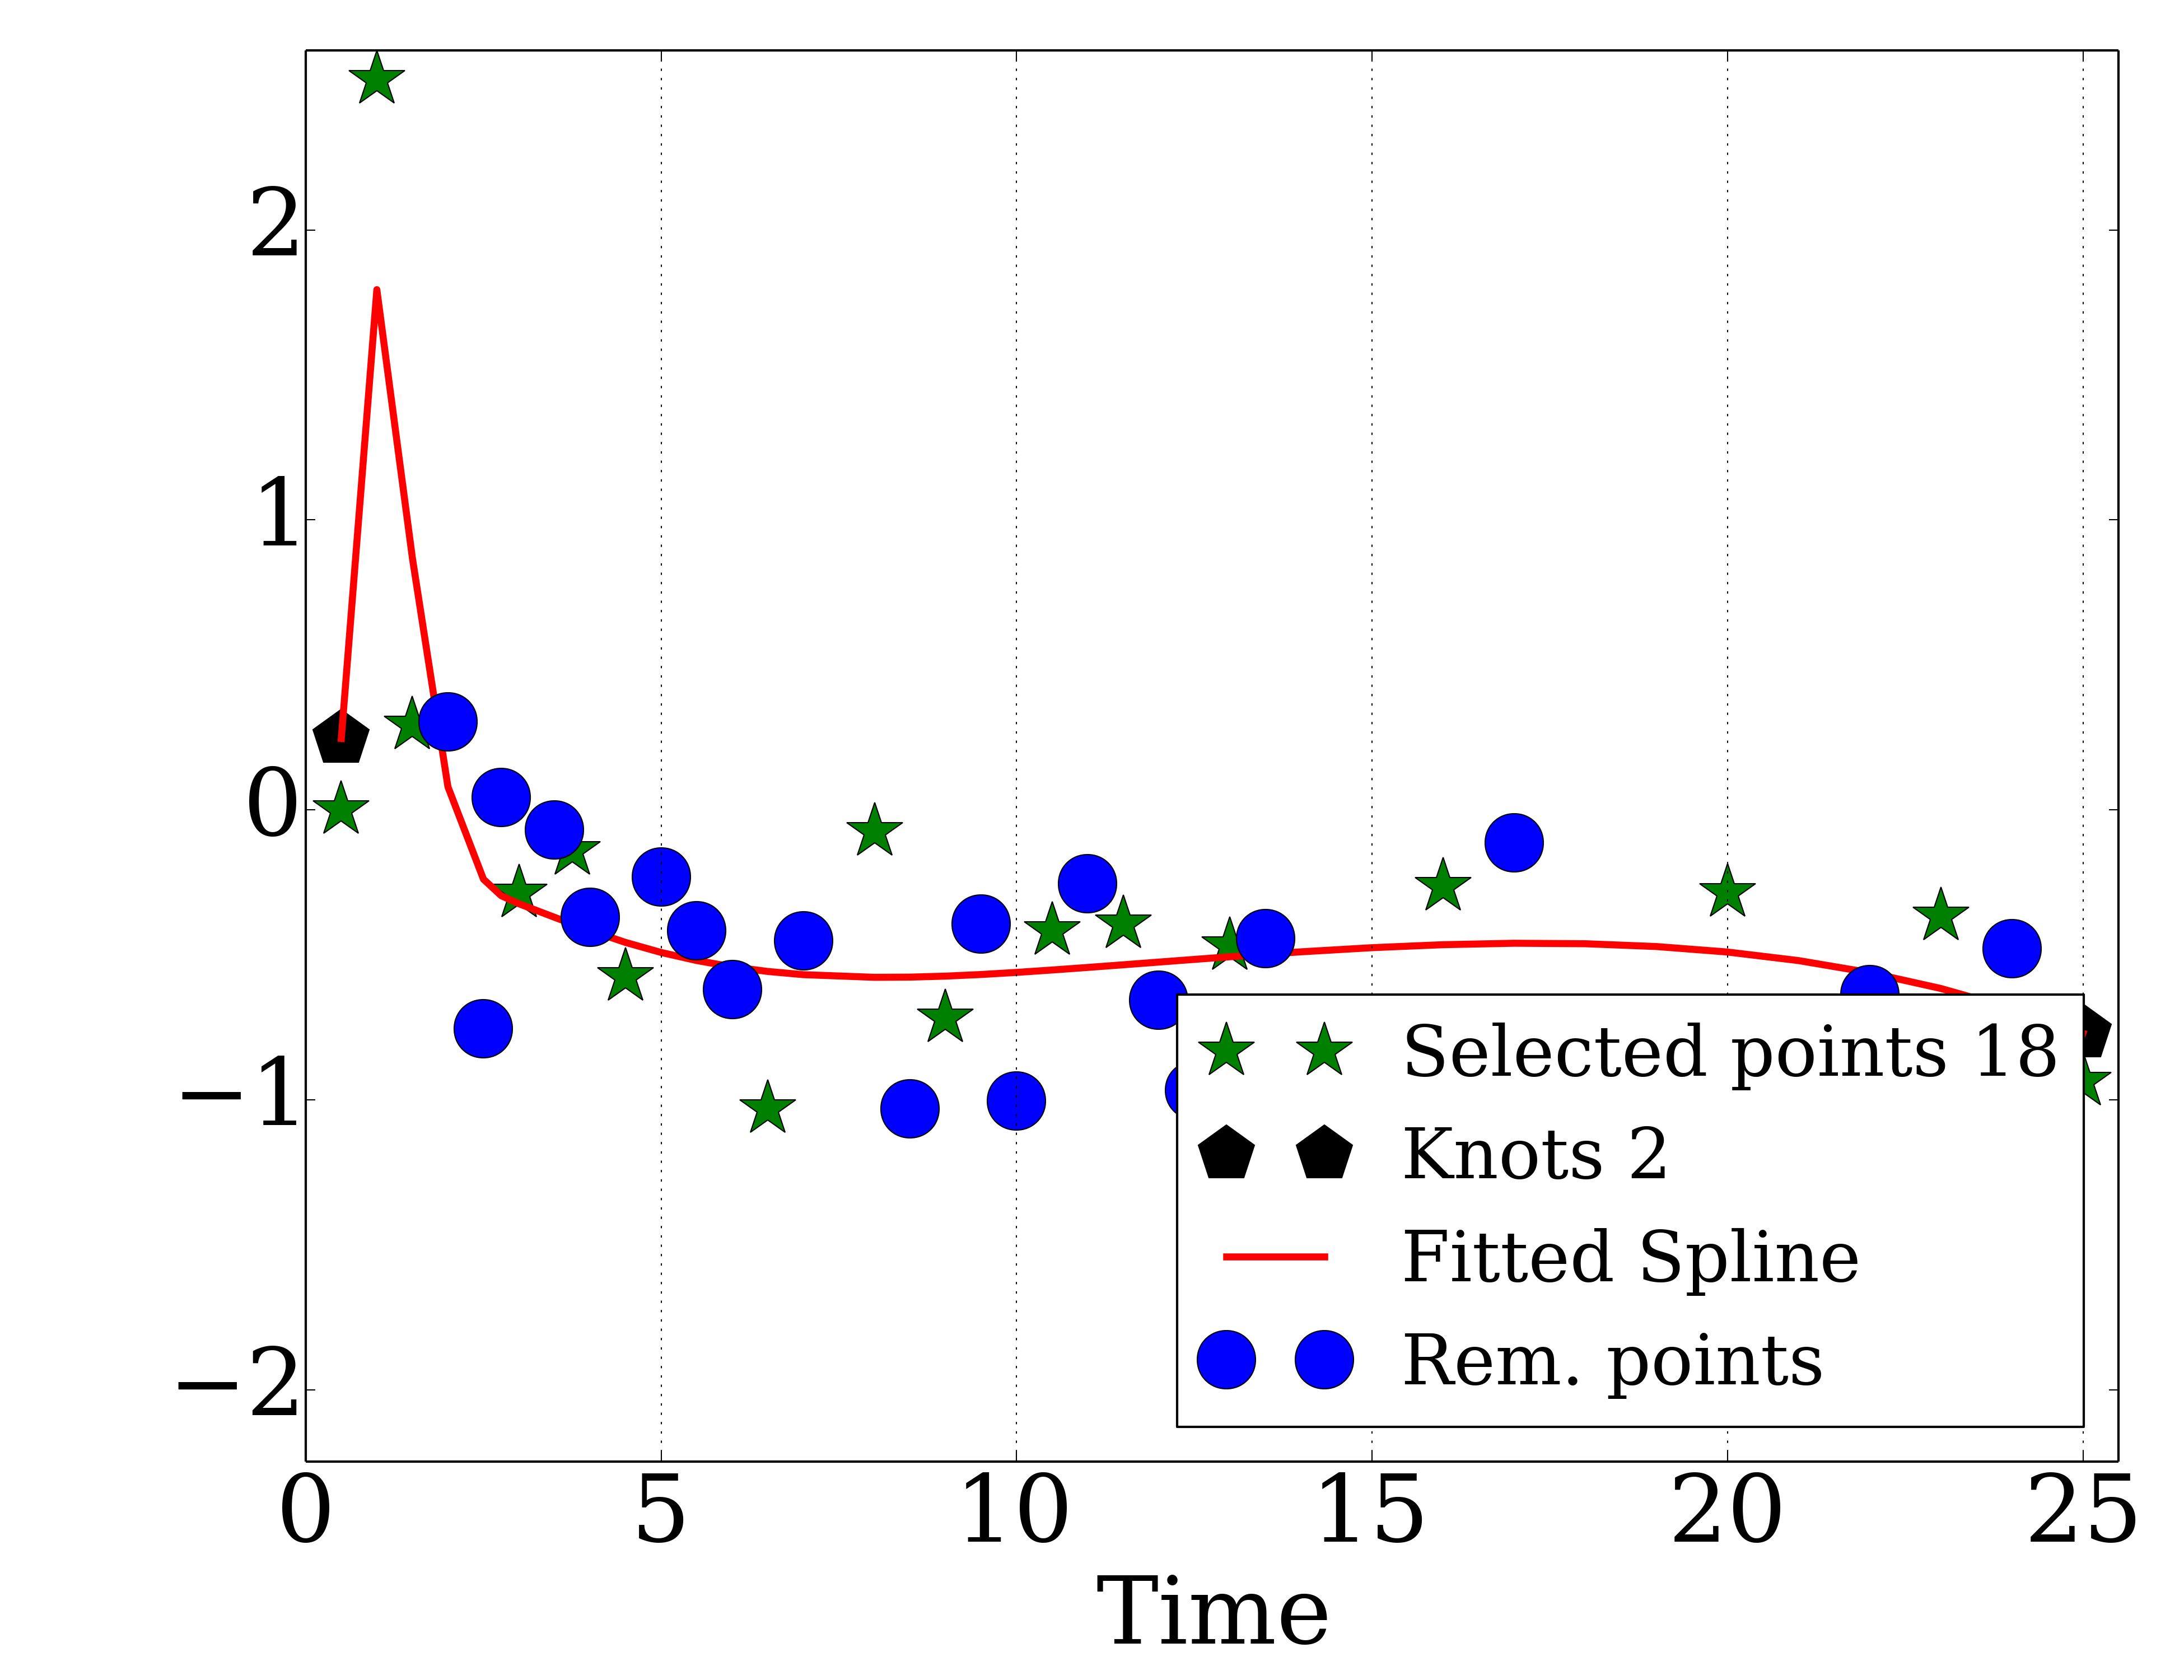 2
1
0
−1
−2
0 5 10 15 20 25
Time
Selected points 18
Knots 2
Fitted Spline
Rem. points